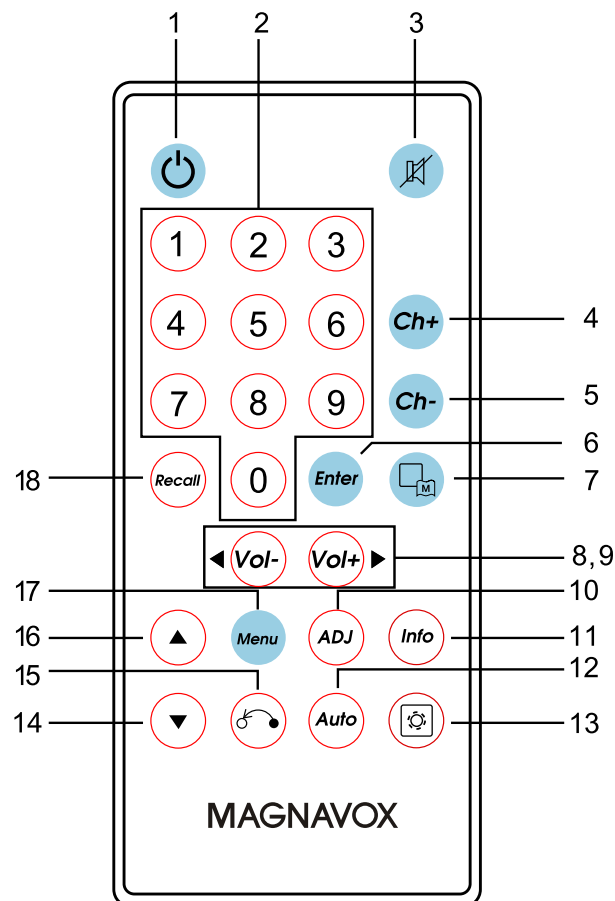 1 2 3
1 2 3
4 5 6 Ch+ 4
7 8 9 Ch- 5
6
18 Recall 0 Enter M 7
Vol- Vol+ 8,9
17 10
16 Menu ADJ Info 11
15 12
14 Auto 13
MAGNAVOX